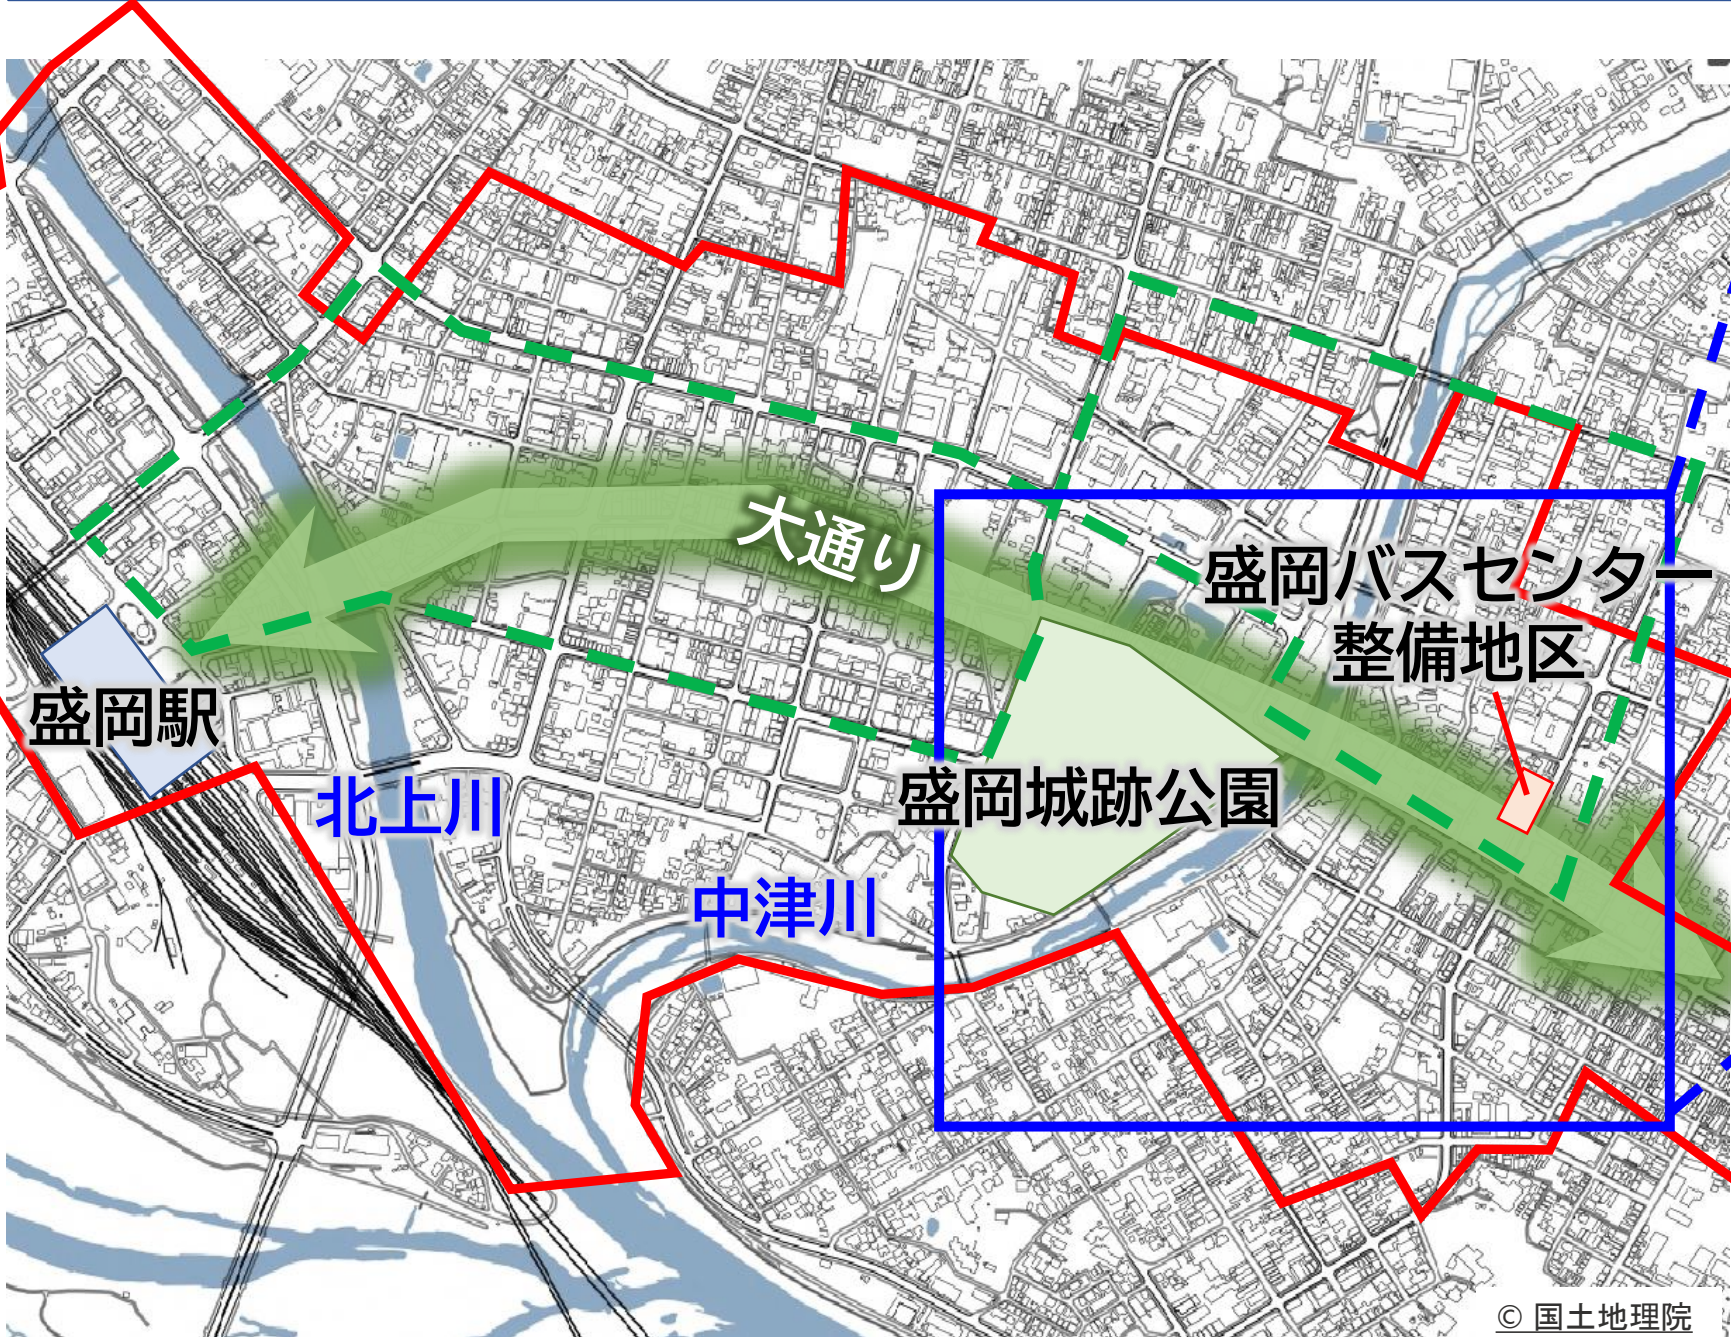 大通り
盛岡バスセンター
整備地区
盛岡駅
北上川
盛岡城跡公園
中津川
© 国土地理院